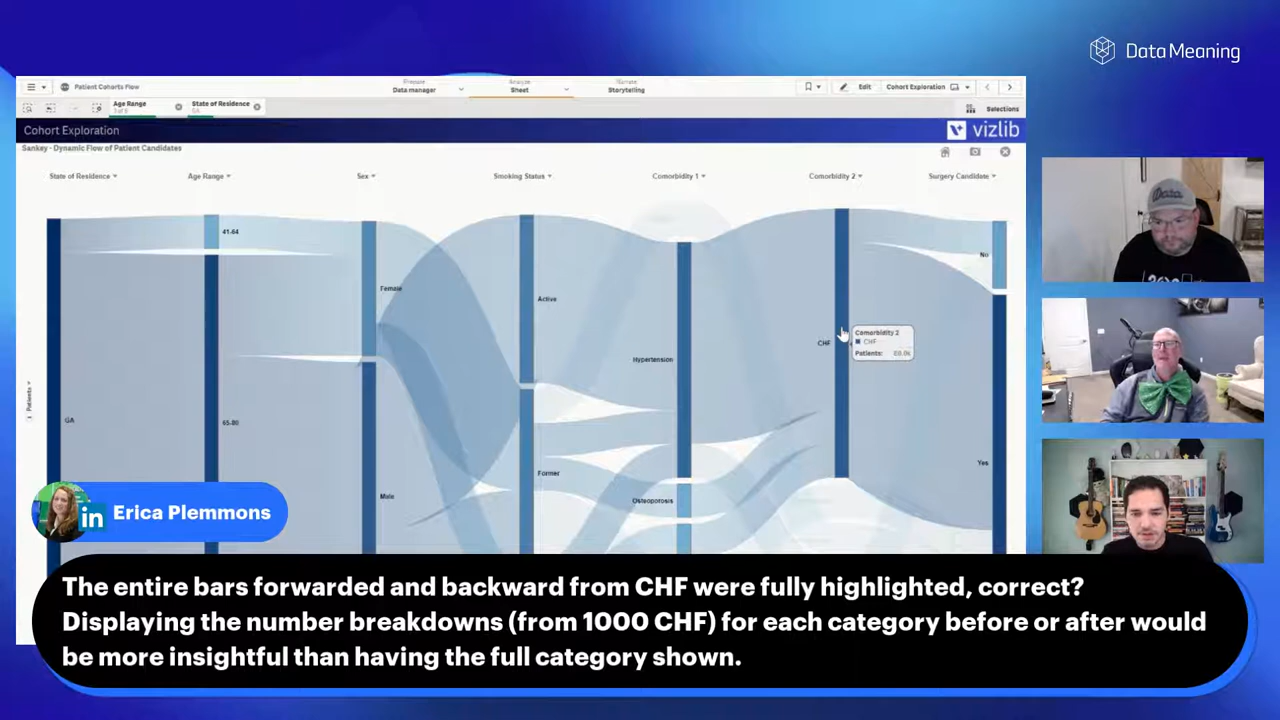 Data Meaning
Patient Cohorts Flow
Prepare
Data manager
Analyze
Sheet
Narrate
Storytelling
Edit
Cohort Exploration
Age Range
State of Residence
Selections
Cohort Exploration
vizlib
Sankey - Dynamic Flow of Patient Candidates
State of Residence
Age Range
Sex
Smoking Status
Comorbidity 1
Comorbidity 2
Surgery Candidate
41-64
No
Female
Active
Comorbidity 2
CHF
CHF
Patients:
Hypertension
Patients
GA
65-80
Yes
Former
Male
Osteoporosis
in Erica Plemmons
The entire bars forwarded and backward from CHF were fully highlighted, correct?
Displaying the number breakdowns (from 1000 CHF) for each category before or after would
be more insightful than having the full category shown.